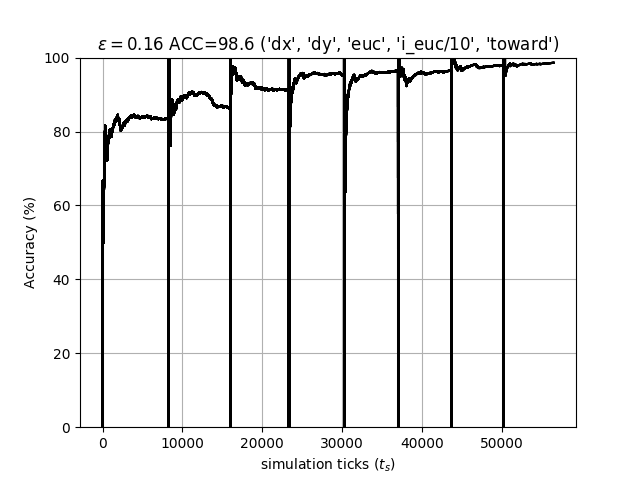 ε = 0.16 ACC=98.6 ('dx', 'dy', 'euc', 'i_euc/10', 'toward')
100
80
60
40
20
0
Accuracy (%)
0 10000 20000 30000 40000 50000
simulation ticks (tₛ)